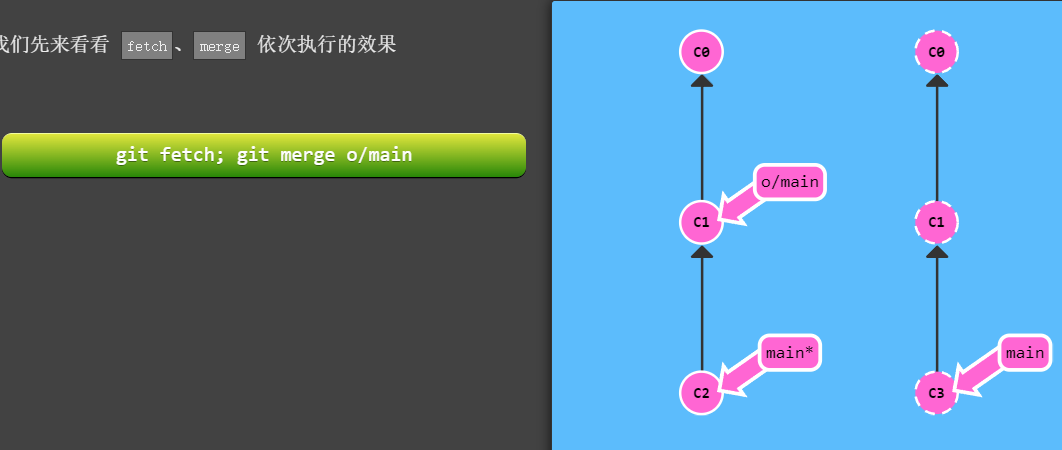 我们先来看看 fetch、merge 依次执行的效果
git fetch; git merge o/main
C0
C0
o/main
C1
C1
main*
main
C2
C3